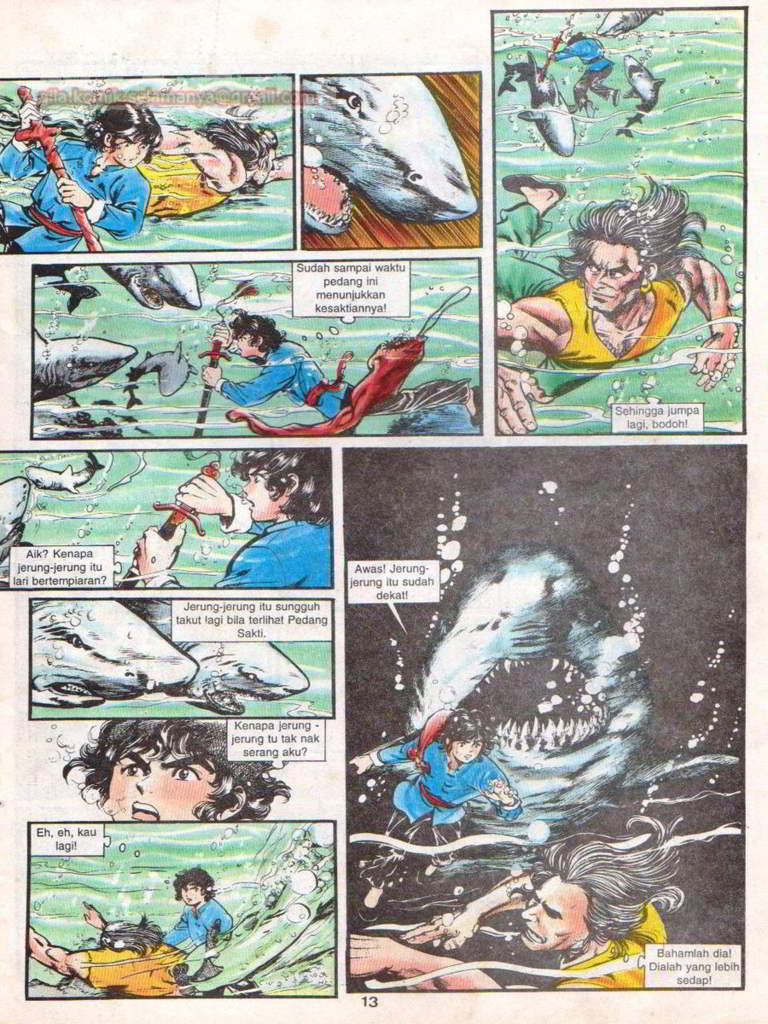 Sudah sampai waktu
pedang ini
menunjukkan
kesaktiannya!
Sehingga jumpa
lagi, bodoh!
Aik? Kenapa
jerung-jerung itu
lari bertempiaran?
Jerung-jerung itu sungguh
takut lagi bila terlihat Pedang
Sakti.
Kenapa jerung -
jerung tu tak nak
serang aku?
Eh, eh, kau
lagi!
Awas! Jerung-
jerung itu sudah
dekat!
Bahamlah dia!
Dialah yang lebih
sedap!
13